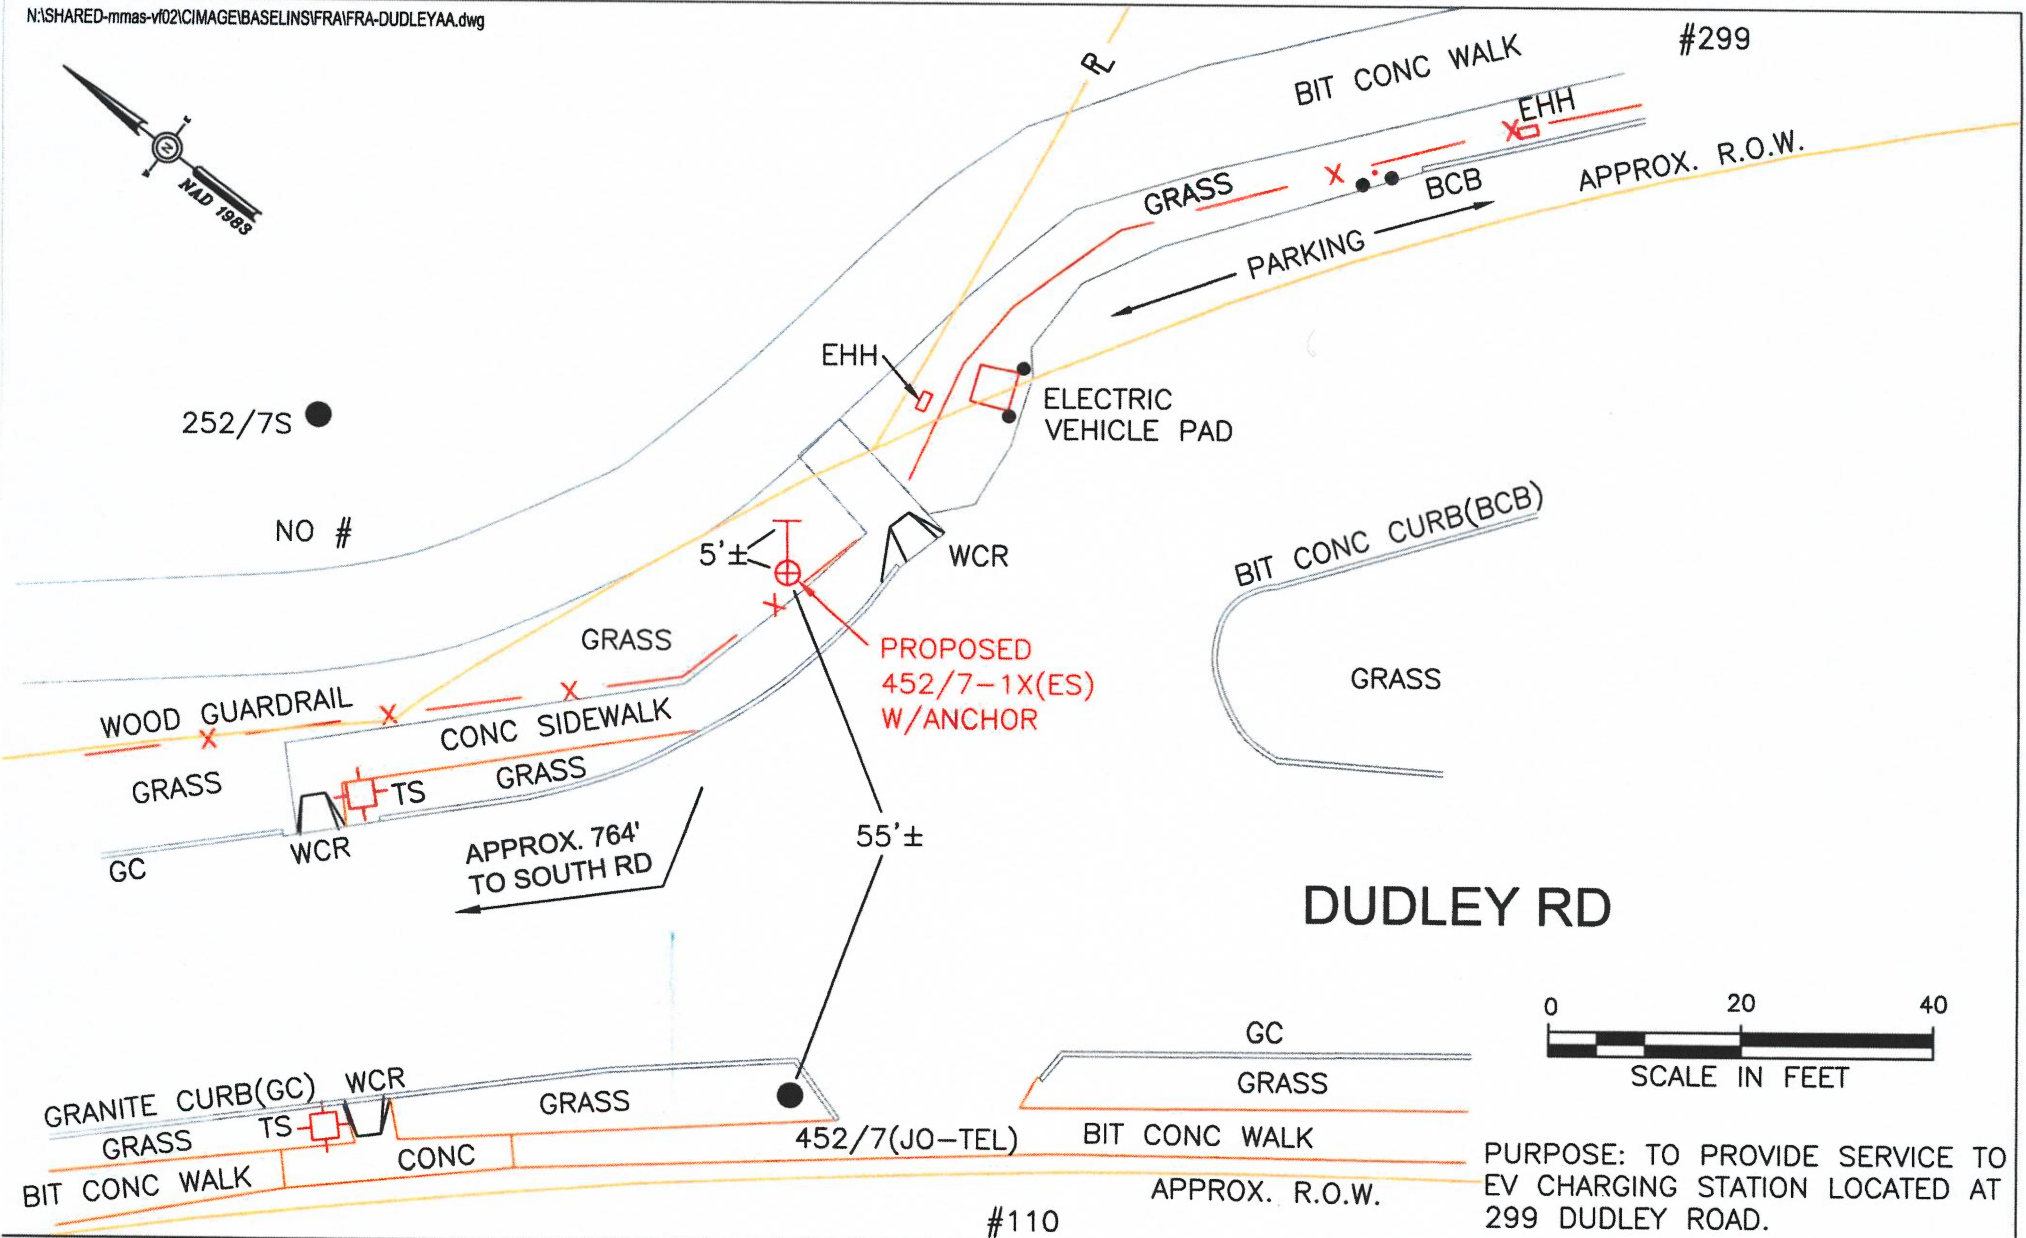 N:\SHARED-mmas-vf02\CIMAGE\BASELINS\FRA\FRA-DUDLEYAA.dwg
#299
N
NAD 1983
PL
BIT CONC WALK
EHH
GRASS
X
X
BCB
APPROX. R.O.W.
PARKING
EHH
ELECTRIC
VEHICLE PAD
252/7S
NO #
5'±
WCR
BIT CONC CURB(BCB)
GRASS
X
GRASS
PROPOSED
452/7-1X(ES)
W/ANCHOR
WOOD GUARDRAIL
X
X
X
CONC SIDEWALK
GRASS
GRASS
TS
WCR
GC
APPROX. 764'
TO SOUTH RD
55'±
DUDLEY RD
0 20 40
SCALE IN FEET
GC
GRASS
GRANITE CURB(GC)
WCR
GRASS
TS
GRASS
BIT CONC WALK
CONC
452/7(JO-TEL)
BIT CONC WALK
APPROX. R.O.W.
#110
PURPOSE: TO PROVIDE SERVICE TO
EV CHARGING STATION LOCATED AT
299 DUDLEY ROAD.